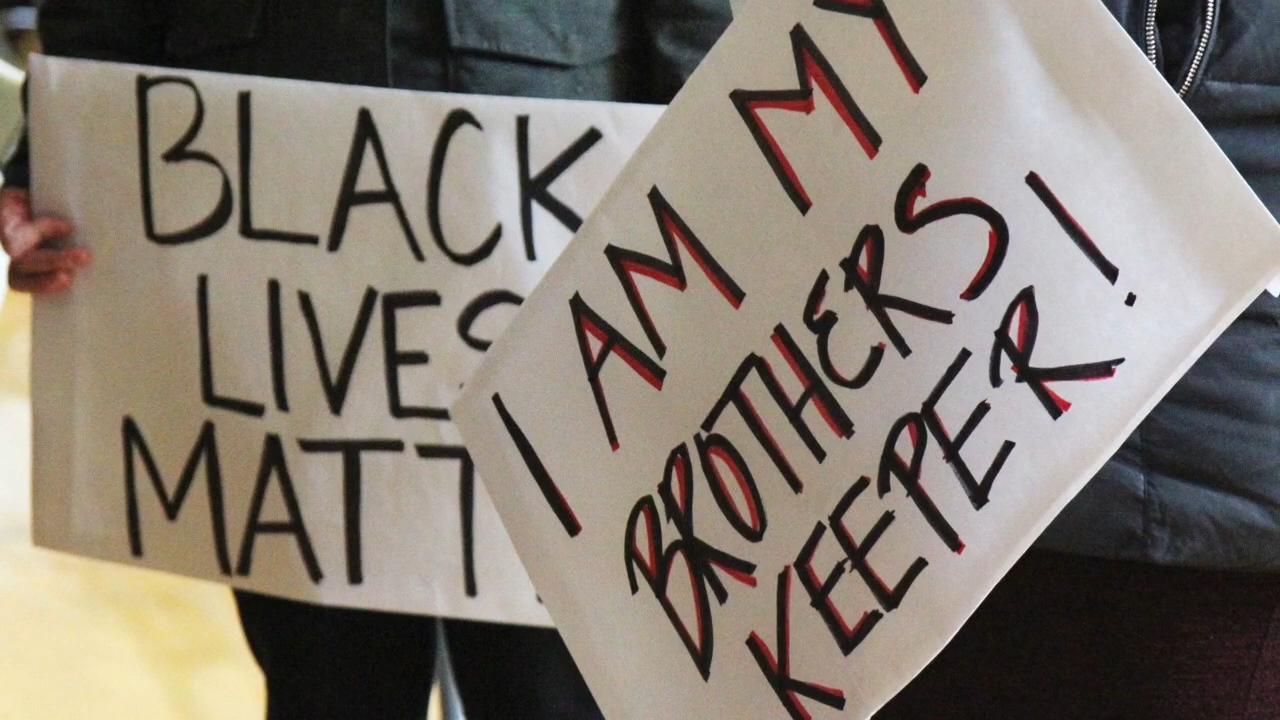 BLACK
LIVES
MATT
I AM MY
BROTHERS
KEEPER!